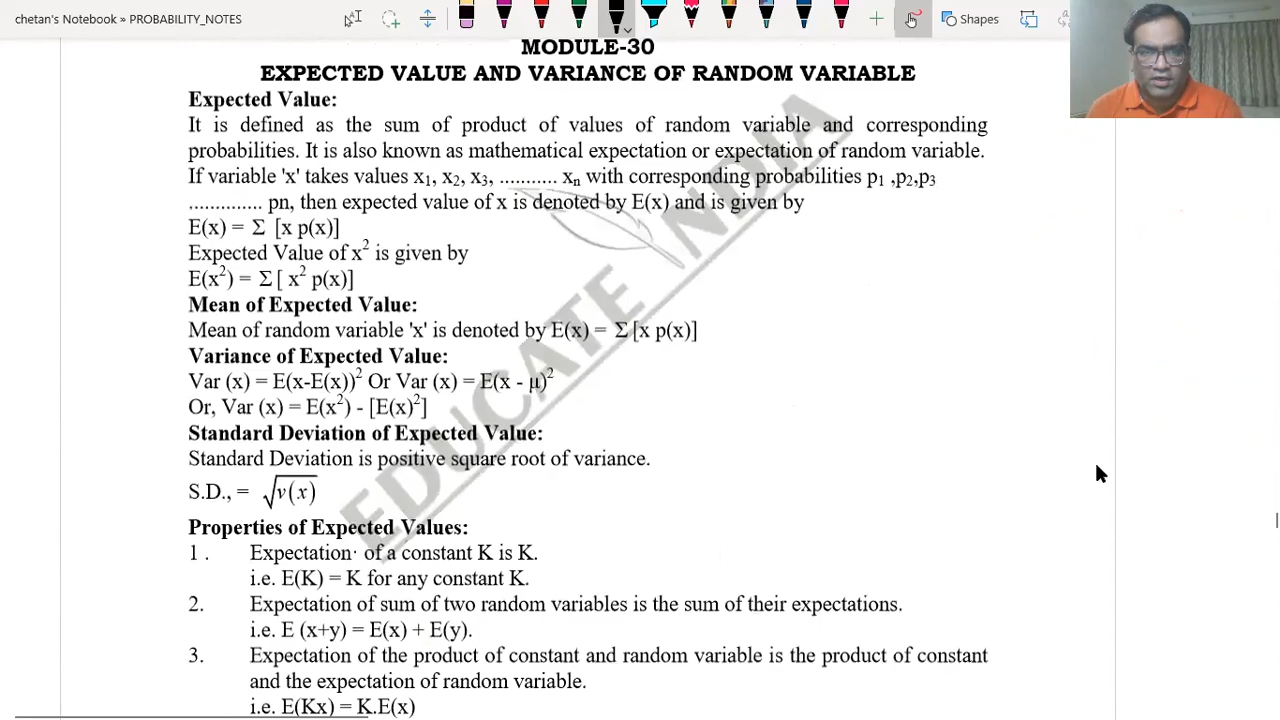 chetan's Notebook » PROBABILITY_NOTES
Shapes
MODULE-30
EXPECTED VALUE AND VARIANCE OF RANDOM VARIABLE
Expected Value:
It is defined as the sum of product of values of random variable and corresponding
probabilities. It is also known as mathematical expectation or expectation of random variable.
If variable 'x' takes values x₁, x₂, x₃, ........... xₙ with corresponding probabilities p₁ ,p₂,p₃
............. pn, then expected value of x is denoted by E(x) and is given by
E(x) = Σ [x p(x)]
Expected Value of x² is given by
E(x²) = Σ [ x² p(x)]
Mean of Expected Value:
Mean of random variable 'x' is denoted by E(x) = Σ [x p(x)]
Variance of Expected Value:
Var (x) = E(x-E(x))² Or Var (x) = E(x - μ)²
Or, Var (x) = E(x²) - [E(x)²]
Standard Deviation of Expected Value:
Standard Deviation is positive square root of variance.
S.D., = √v(x)
Properties of Expected Values:
1 . Expectation· of a constant K is K.
i.e. E(K) = K for any constant K.
2. Expectation of sum of two random variables is the sum of their expectations.
i.e. E (x+y) = E(x) + E(y).
3. Expectation of the product of constant and random variable is the product of constant
and the expectation of random variable.
i.e. E(Kx) = K.E(x)
EDUCATE INDIA